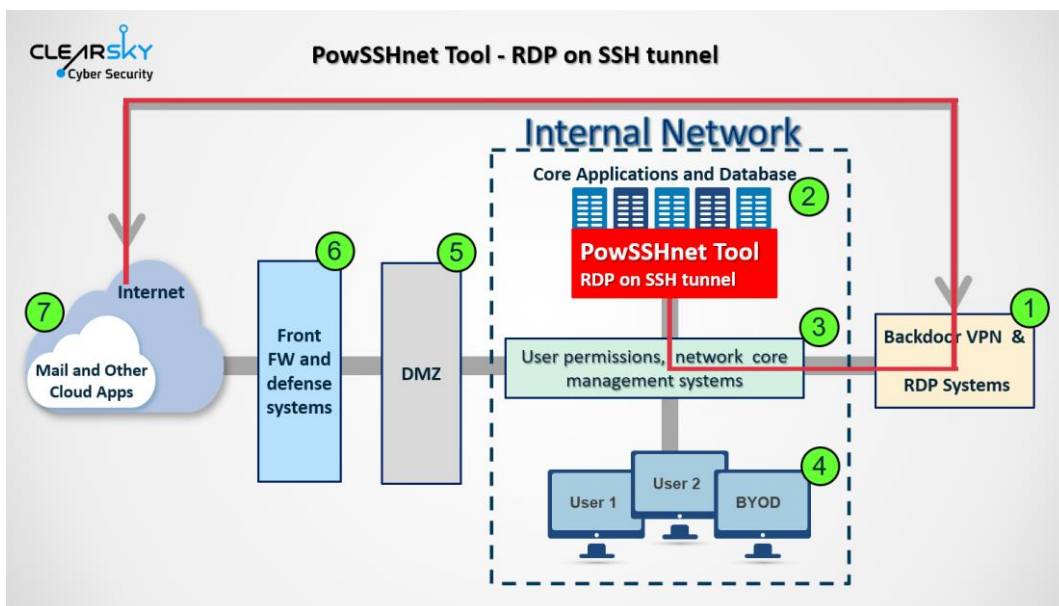 CLEARSKY
Cyber Security
PowSSHnet Tool - RDP on SSH tunnel
Internal Network
Core Applications and Database
2
PowSSHnet Tool
RDP on SSH tunnel
6
5
3
1
7
Internet
Mail and Other
Cloud Apps
Front
FW and
defense
systems
DMZ
User permissions, network core
management systems
Backdoor VPN &
RDP Systems
4
User 1
User 2
BYOD